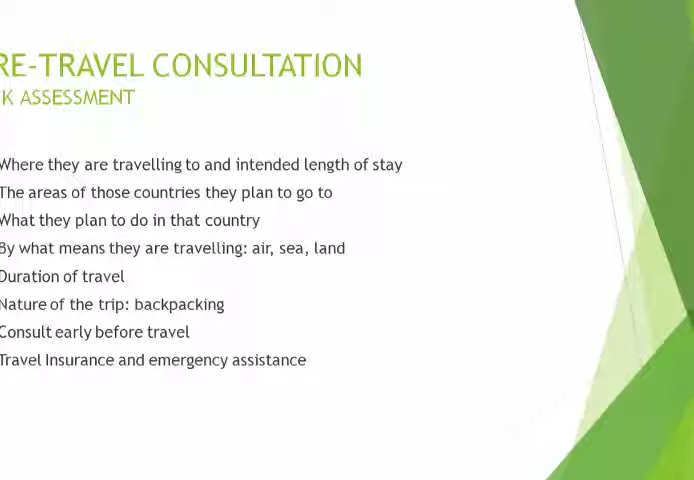 RE-TRAVEL CONSULTATION
K ASSESSMENT
Where they are travelling to and intended length of stay
The areas of those countries they plan to go to
What they plan to do in that country
By what means they are travelling: air, sea, land
Duration of travel
Nature of the trip: backpacking
Consult early before travel
Travel Insurance and emergency assistance